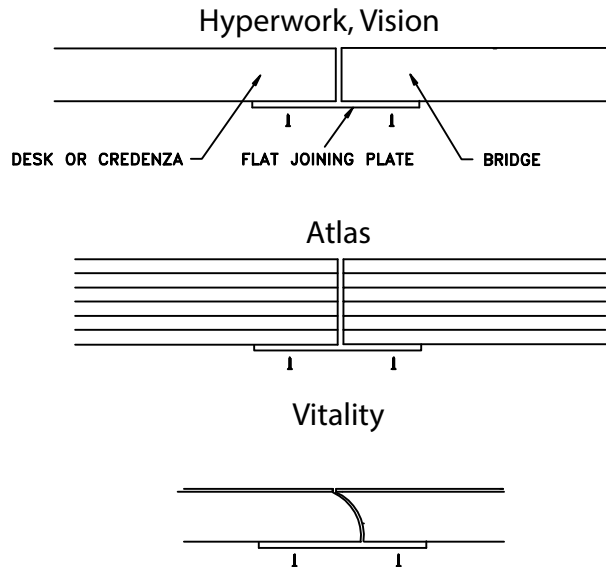 Hyperwork, Vision
DESK OR CREDENZA
FLAT JOINING PLATE
BRIDGE
Atlas
Vitality